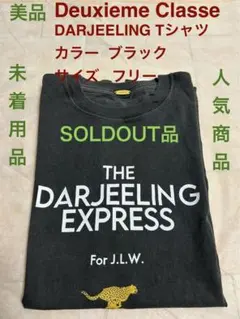 美品
Deuxieme Classe
DARJEELING Tシャツ
カラー ブラック
サイズ フリー
未着用品
人気商品
SOLDOUT品
THE
DARJEELING
EXPRESS
For J.L.W.